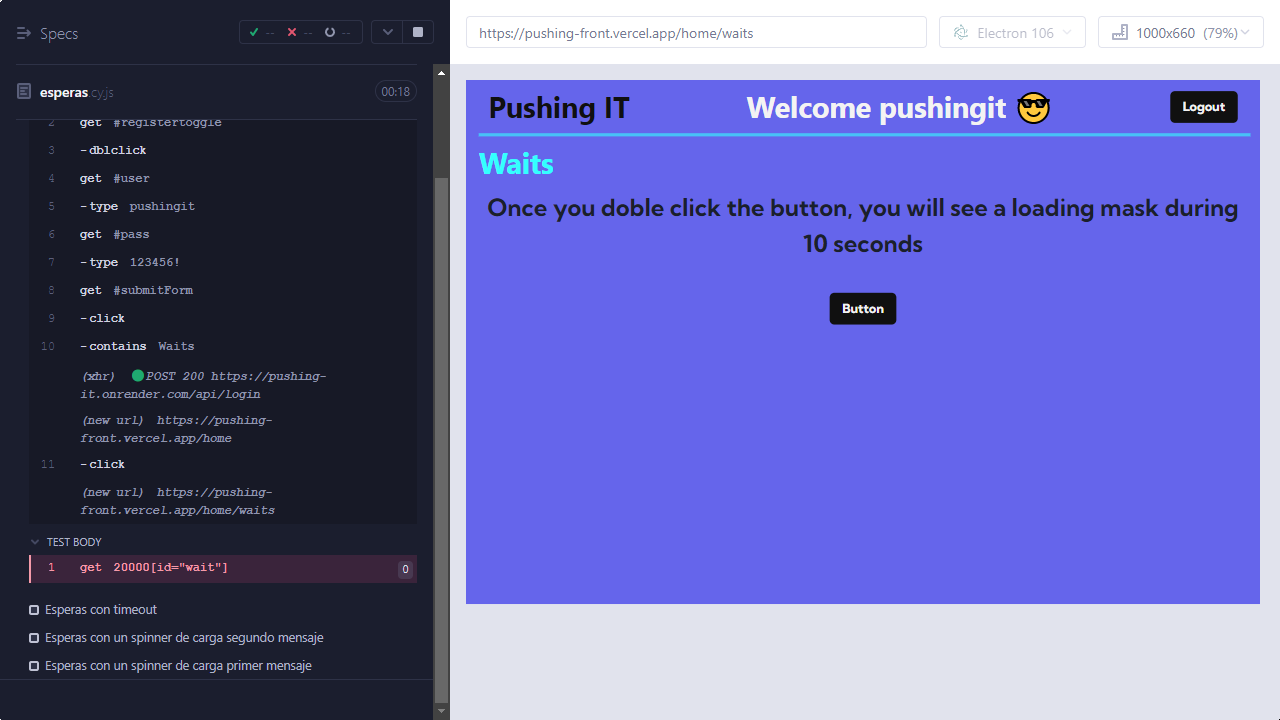 Specs
-- -- --
esperas.cy.js
00:18
2 get #registertoggle
3 -dblclick
4 get #user
5 -type pushingit
6 get #pass
7 -type 123456!
8 get #submitForm
9 -click
10 -contains Waits
(xhr) POST 200 https://pushing-
it.onrender.com/api/login
(new url) https://pushing-
front.vercel.app/home
11 -click
(new url) https://pushing-
front.vercel.app/home/waits
TEST BODY
1 get 20000[id="wait"] 0
Esperas con timeout
Esperas con un spinner de carga segundo mensaje
Esperas con un spinner de carga primer mensaje
https://pushing-front.vercel.app/home/waits
Electron 106
1000x660 (79%)
Pushing IT
Welcome pushingit 😎
Logout
Waits
Once you doble click the button, you will see a loading mask during
10 seconds
Button